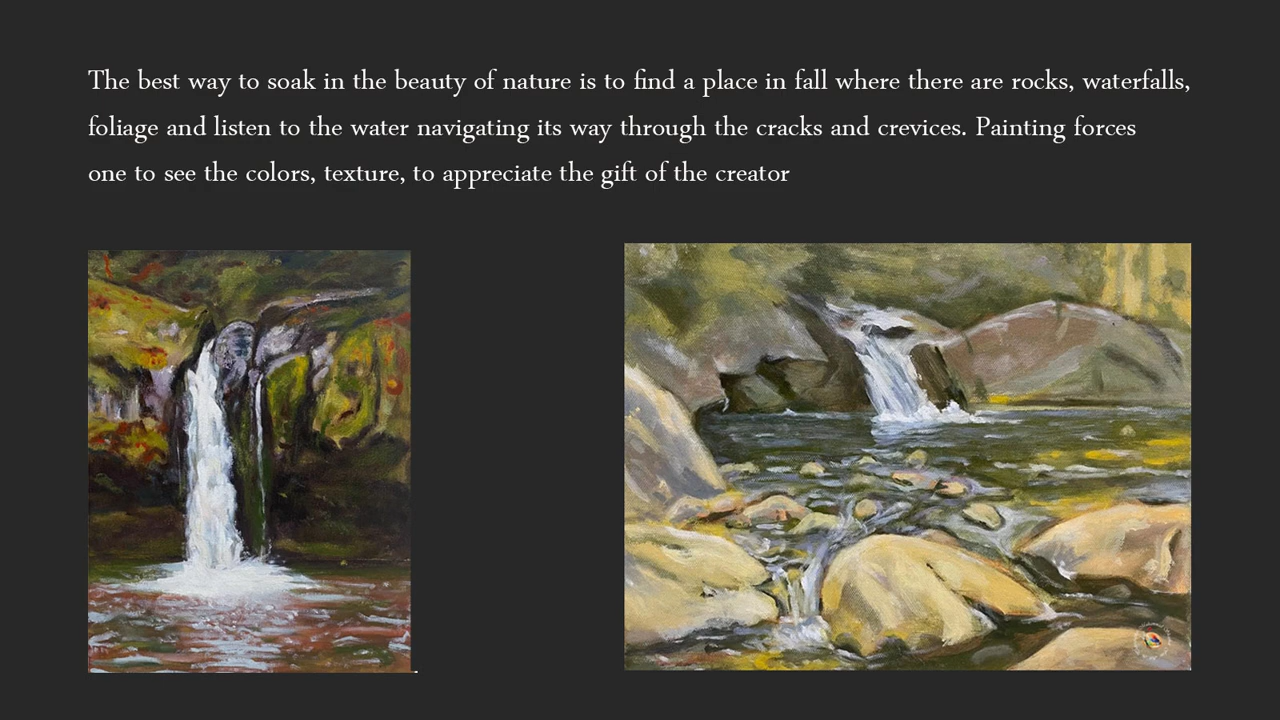 The best way to soak in the beauty of nature is to find a place in fall where there are rocks, waterfalls,
foliage and listen to the water navigating its way through the cracks and crevices. Painting forces
one to see the colors, texture, to appreciate the gift of the creator